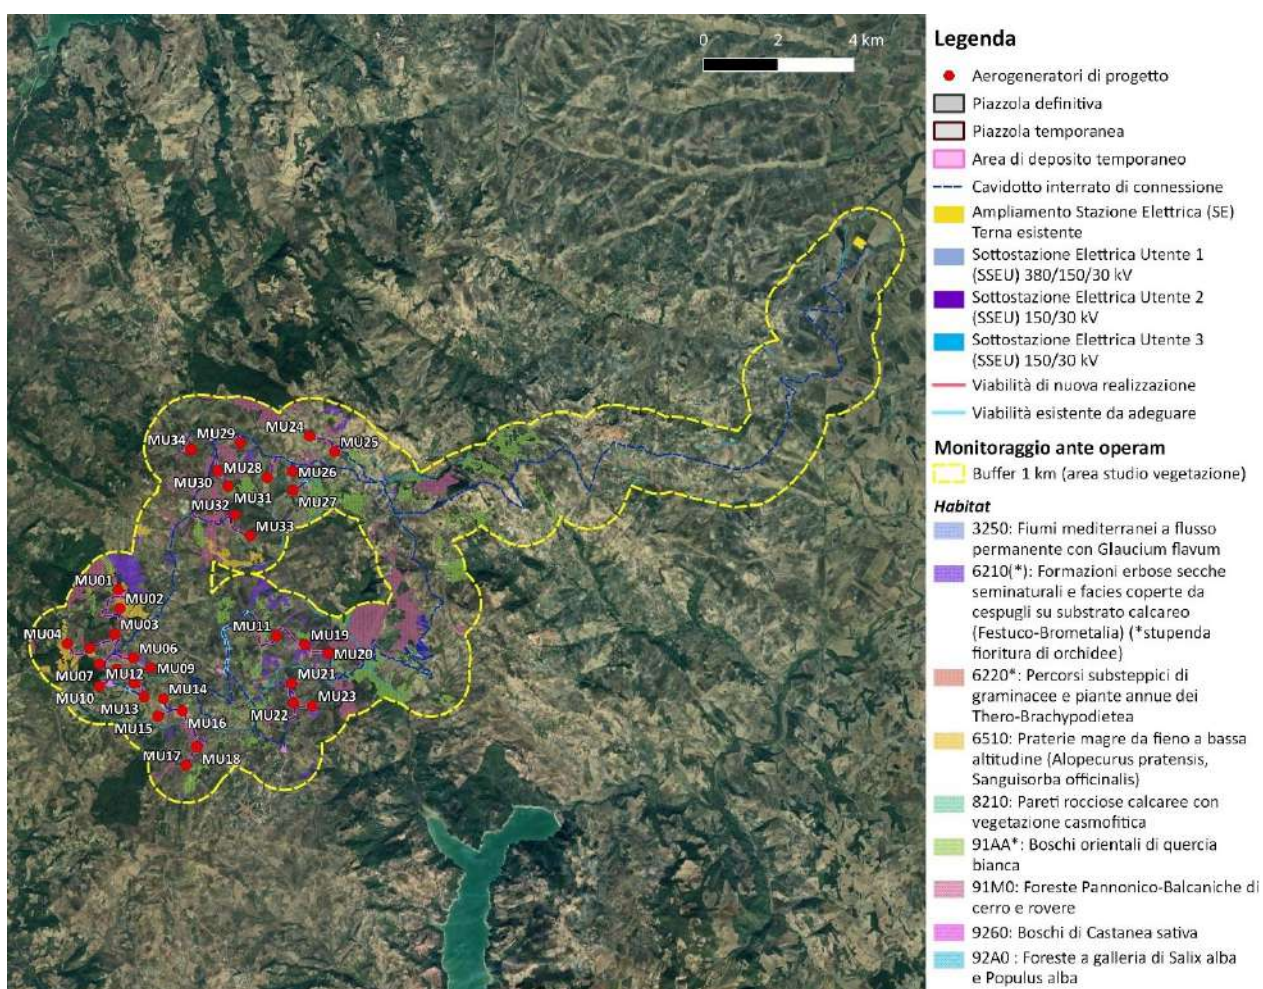 0 2 4 km
MU24
MU34
MU29
MU25
MU28
MU26
MU30
MU31
MU27
MU32
MU33
MU01
MU02
MU03
MU04
MU11
MU19
MU06
MU20
MU09
MU07
MU12
MU21
MU10
MU14
MU23
MU13
MU22
MU15
MU16
MU17
MU18
Legenda
Aerogeneratori di progetto
Piazzola definitiva
Piazzola temporanea
Area di deposito temporaneo
Cavidotto interrato di connessione
Ampliamento Stazione Elettrica (SE)
Terna esistente
Sottostazione Elettrica Utente 1
(SSEU) 380/150/30 kV
Sottostazione Elettrica Utente 2
(SSEU) 150/30 kV
Sottostazione Elettrica Utente 3
(SSEU) 150/30 kV
Viabilità di nuova realizzazione
Viabilità esistente da adeguare
Monitoraggio ante operam
Buffer 1 km (area studio vegetazione)
Habitat
3250: Fiumi mediterranei a flusso
permanente con Glaucium flavum
6210(*): Formazioni erbose secche
seminaturali e facies coperte da
cespugli su substrato calcareo
(Festuco-Brometalia) (*stupenda
fioritura di orchidee)
6220*: Percorsi substeppici di
graminacee e piante annue dei
Thero-Brachypodietea
6510: Praterie magre da fieno a bassa
altitudine (Alopecurus pratensis,
Sanguisorba officinalis)
8210: Pareti rocciose calcaree con
vegetazione casmofitica
91AA*: Boschi orientali di quercia
bianca
91M0: Foreste Pannonico-Balcaniche di
cerro e rovere
9260: Boschi di Castanea sativa
92A0 : Foreste a galleria di Salix alba
e Populus alba